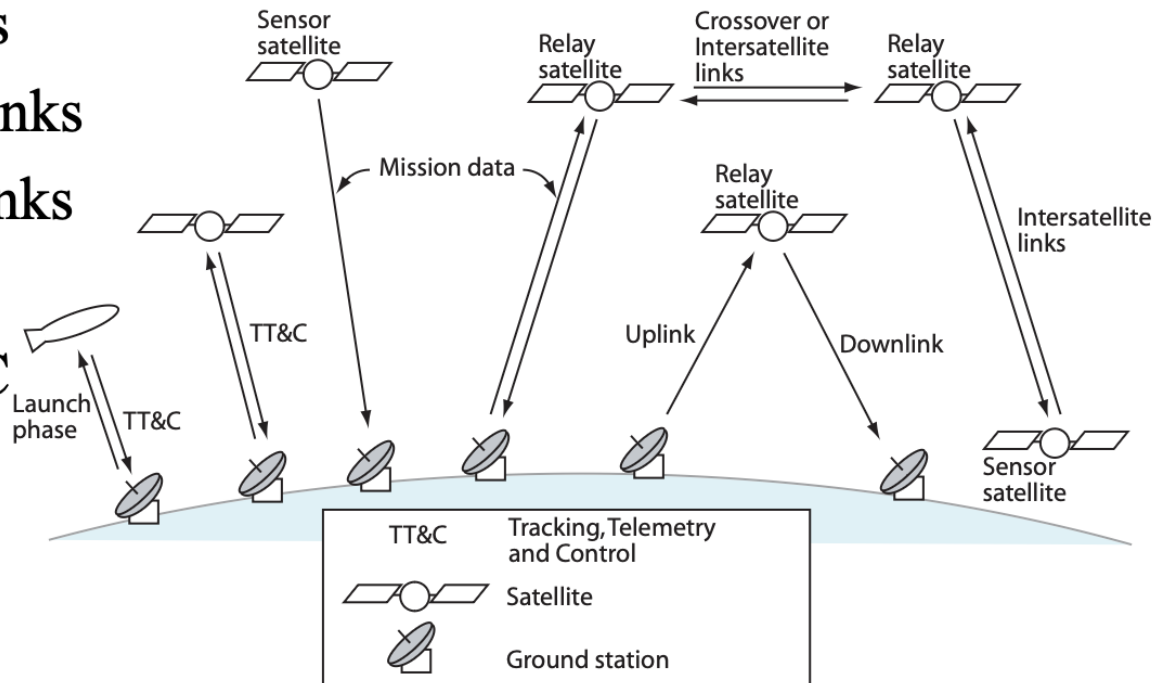 s
nks
nks
C
Sensor
satellite
Relay
satellite
Crossover or
Intersatellite
links
Relay
satellite
Mission data
Relay
satellite
Intersatellite
links
TT&C
Uplink
Downlink
Launch
phase
TT&C
Sensor
satellite
TT&C Tracking, Telemetry
and Control
Satellite
Ground station